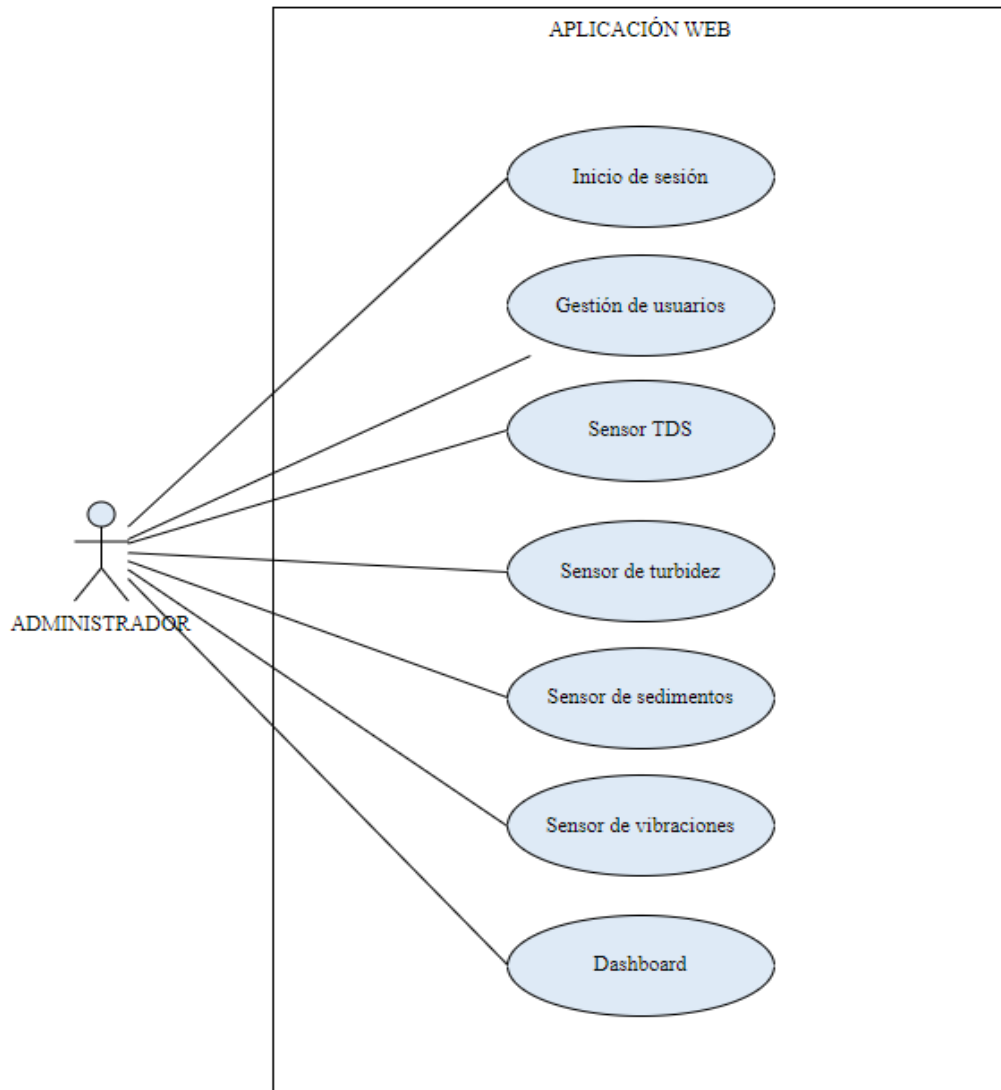 APLICACIÓN WEB
Inicio de sesión
Gestión de usuarios
Sensor TDS
Sensor de turbidez
ADMINISTRADOR
Sensor de sedimentos
Sensor de vibraciones
Dashboard